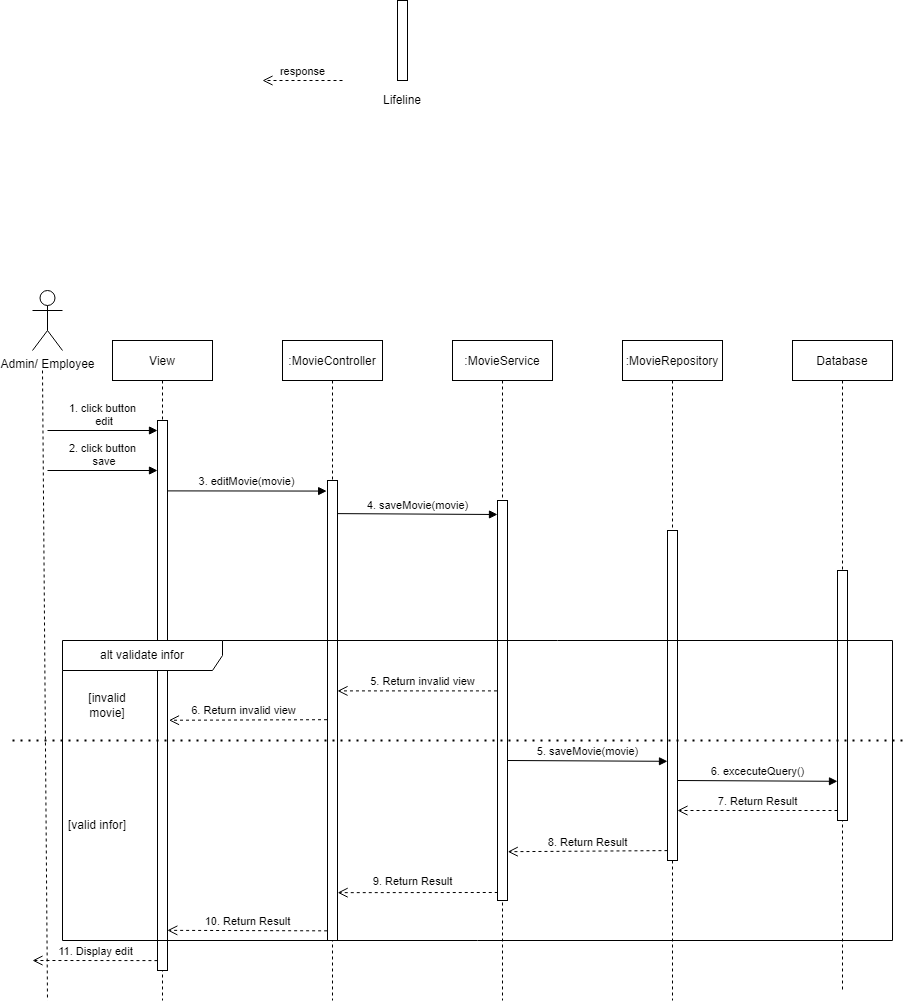 response
Lifeline
Admin/ Employee
View
:MovieController
:MovieService
:MovieRepository
Database
1. click button
edit
2. click button
save
3. editMovie(movie)
4. saveMovie(movie)
alt validate infor
5. Return invalid view
[invalid
movie]
6. Return invalid view
5. saveMovie(movie)
6. excecuteQuery()
7. Return Result
[valid infor]
8. Return Result
9. Return Result
10. Return Result
11. Display edit